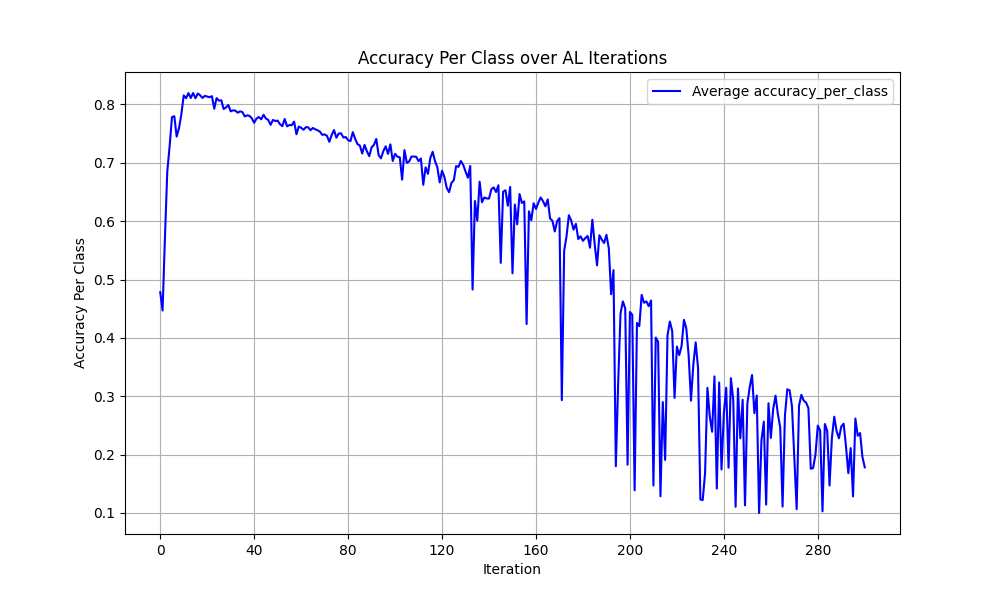 Accuracy Per Class over AL Iterations
Average accuracy_per_class
Accuracy Per Class
0.8
0.7
0.6
0.5
0.4
0.3
0.2
0.1
0 40 80 120 160 200 240 280
Iteration